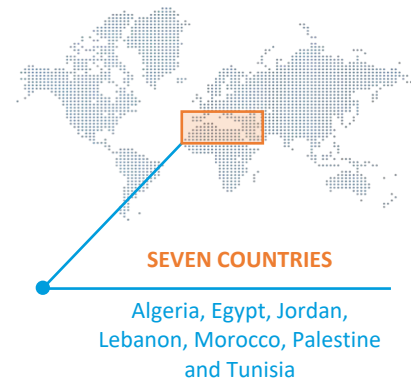 SEVEN COUNTRIES
Algeria, Egypt, Jordan,
Lebanon, Morocco, Palestine
and Tunisia